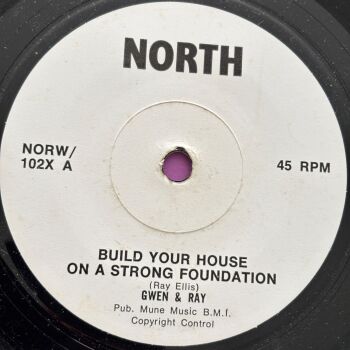 NORTH
NORW/
102X A
45 RPM
BUILD YOUR HOUSE
ON A STRONG FOUNDATION
(Ray Ellis)
GWEN & RAY
Pub. Mune Music B.M.I.
Copyright Control